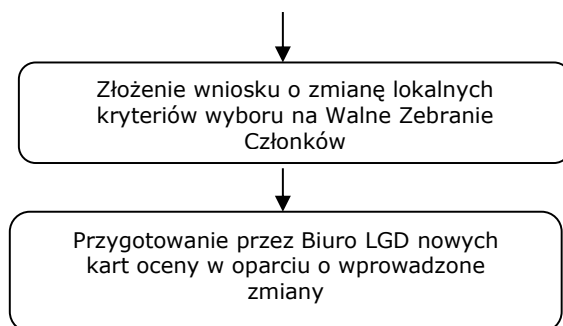 Złożenie wniosku o zmianę lokalnych
kryteriów wyboru na Walne Zebranie
Członków
Przygotowanie przez Biuro LGD nowych
kart oceny w oparciu o wprowadzone
zmiany